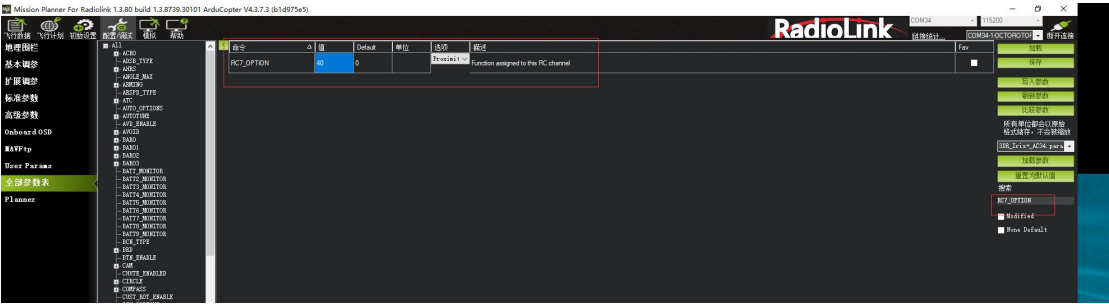 Mission Planner For Radiolink 1.3.80 build 1.3.8739.30101 ArduCopter V4.3.7.3 (b1d975e5)
飞行数据 飞行计划 初始设置 配置/调试 模拟 帮助
RadioLink
COM34 115200
链接统计... COM34-1-OCTOROTOF 断开连接
地理围栏
基本调参
扩展调参
标准参数
高级参数
Onboard OSD
MAVFtp
User Params
全部参数表
Planner
All
ACRO
ADSB_TYPE
AHRS
ANGLE_MAX
ARMING
ARSPD_TYPE
ATC
AUTO_OPTIONS
AUTOTUNE
AVD_ENABLE
AVOID
BARO
BARO1
BARO2
BARO3
BATT_MONITOR
BATT2_MONITOR
BATT3_MONITOR
BATT4_MONITOR
BATT5_MONITOR
BATT6_MONITOR
BATT7_MONITOR
BATT8_MONITOR
BATT9_MONITOR
BCN_TYPE
BRD
BTN_ENABLE
CAM
CHUTE_ENABLED
CIRCLE
COMPASS
CUST_ROT_ENABLE
命令 值 Default 单位 选项 描述 Fav
RC7_OPTION 40 0 Proximit Function assigned to this RC channel
加载
保存
写入参数
刷新参数
比较参数
所有单位都会以原始
格式储存，不会被缩放
3DR_Iris+_AC34.para
加载参数
重置为默认值
搜索
RC7_OPTION
Modified
None Default